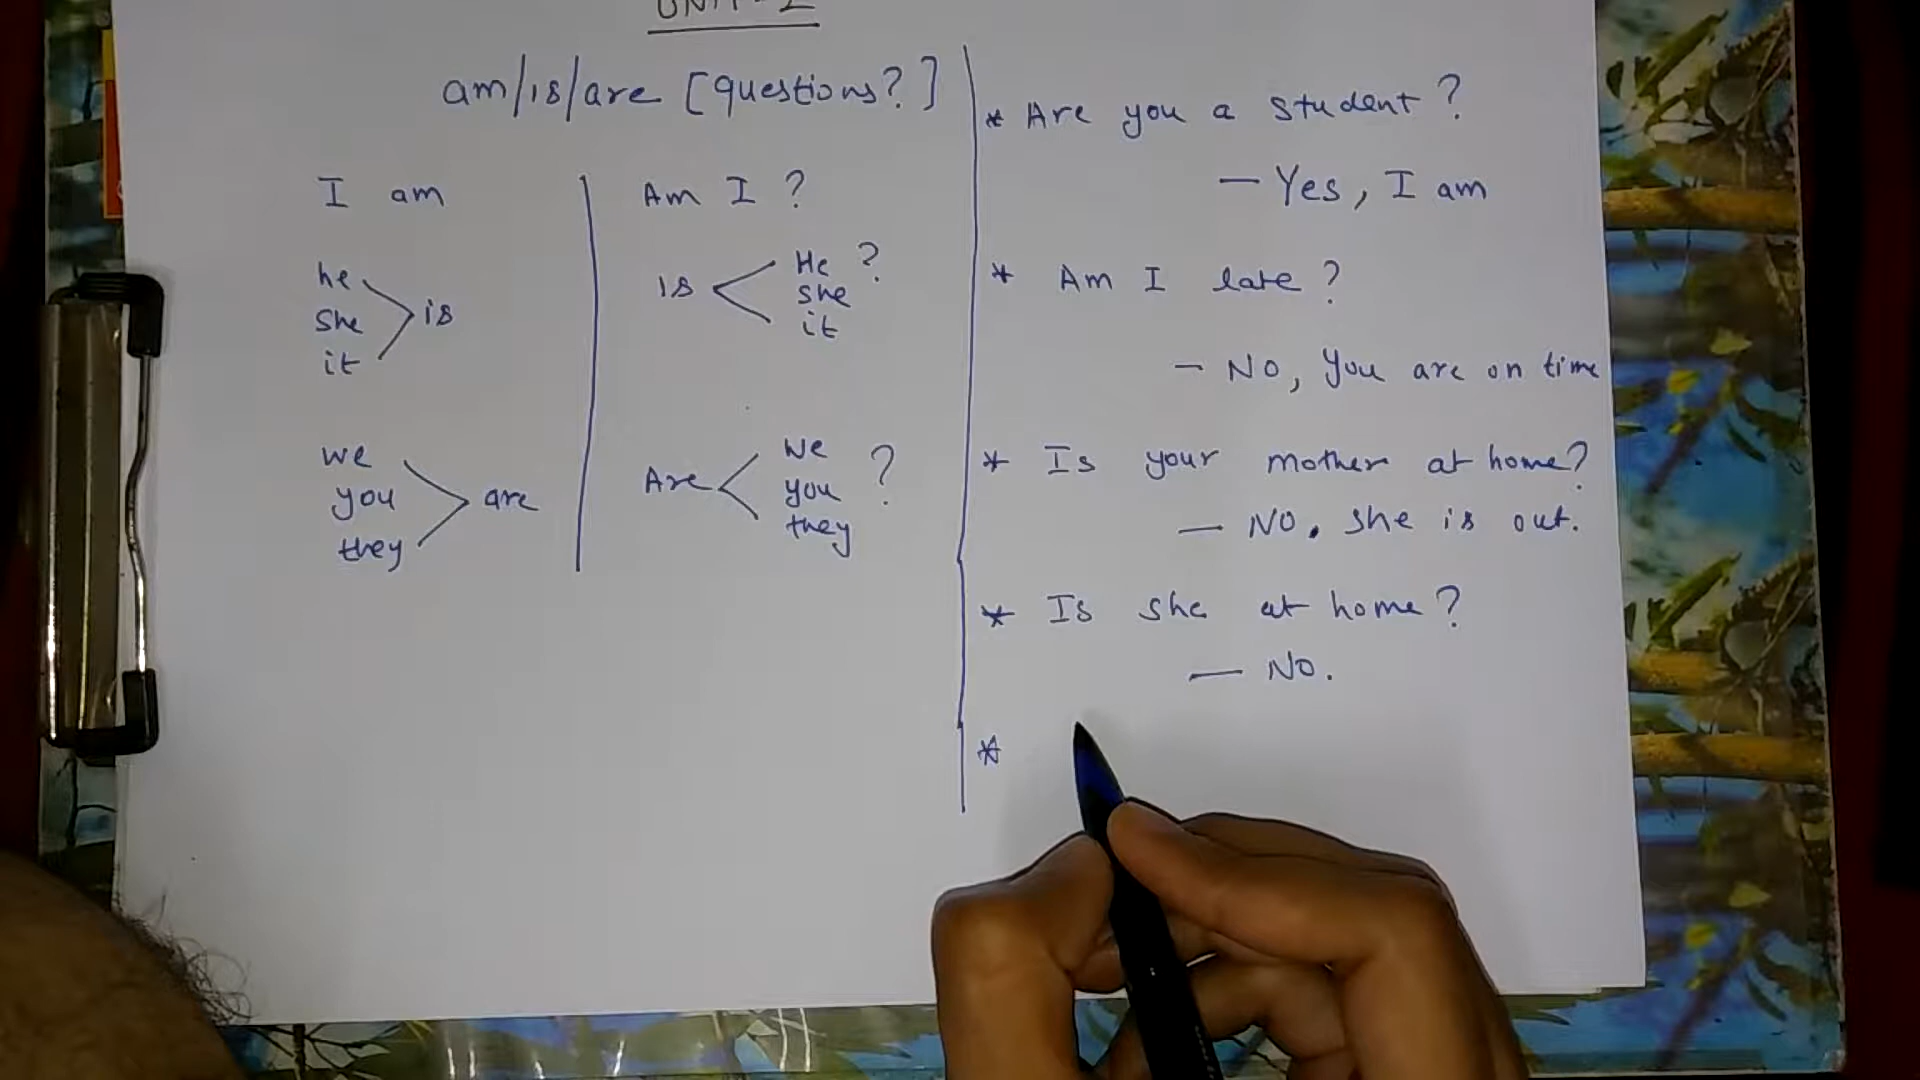 UNIT-2
am/is/are [questions?]
I am
he
she
it
is
we
you
they
are
Am I ?
is
He ?
she
it
Are
We
you
they
?
* Are you a student ?
— Yes, I am
* Am I late ?
— No, you are on time
* Is your mother at home?
— NO. she is out.
* Is she at home ?
— No.
*